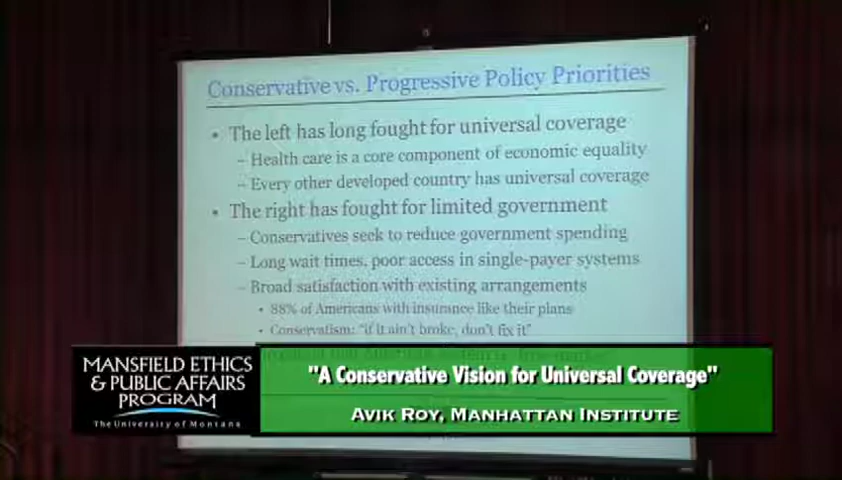 Conservative vs. Progressive Policy Priorities
• The left has long fought for universal coverage
– Health care is a core component of economic equality
– Every other developed country has universal coverage
• The right has fought for limited government
– Conservatives seek to reduce government spending
– Long wait times, poor access in single-payer systems
– Broad satisfaction with existing arrangements
• 88% of Americans with insurance like their plans
• Conservatism: "if it ain't broke, don't fix it"
MANSFIELD ETHICS
& PUBLIC AFFAIRS
PROGRAM
The University of Montana
"A Conservative Vision for Universal Coverage"
AVIK ROY, MANHATTAN INSTITUTE